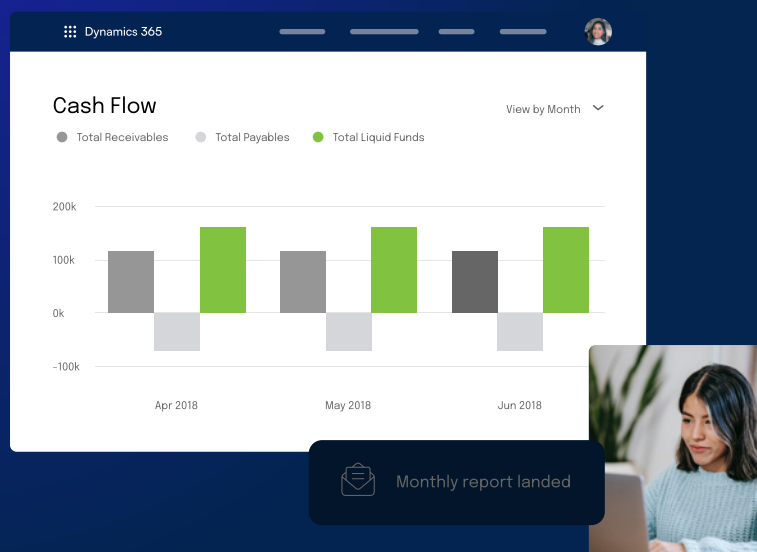 Dynamics 365
Cash Flow
View by Month
Total Receivables
Total Payables
Total Liquid Funds
200k
100k
0k
-100k
Apr 2018
May 2018
Jun 2018
Monthly report landed